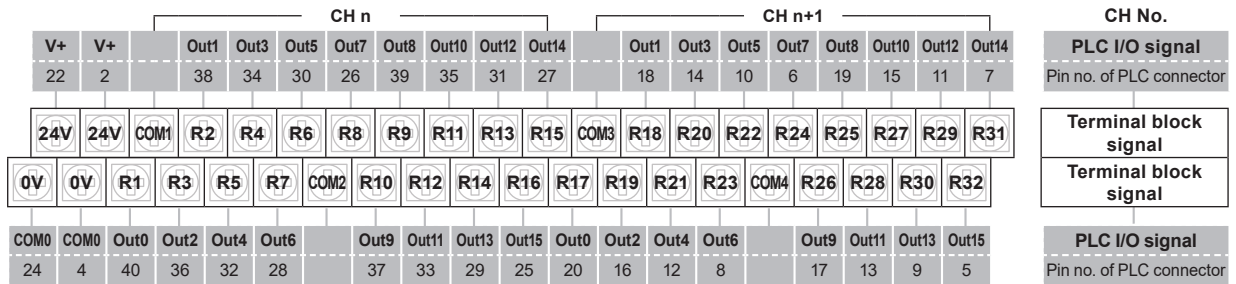 CH n CH n+1 CH No.
V+ V+ Out1 Out3 Out5 Out7 Out8 Out10 Out12 Out14 Out1 Out3 Out5 Out7 Out8 Out10 Out12 Out14 PLC I/O signal
22 2 38 34 30 26 39 35 31 27 18 14 10 6 19 15 11 7 Pin no. of PLC connector
24V 24V COM1 R2 R4 R6 R8 R9 R11 R13 R15 COM3 R18 R20 R22 R24 R25 R27 R29 R31 Terminal block
signal
0V 0V R1 R3 R5 R7 COM2 R10 R12 R14 R16 R17 R19 R21 R23 COM4 R26 R28 R30 R32 Terminal block
signal
COM0 COM0 Out0 Out2 Out4 Out6 Out9 Out11 Out13 Out15 Out0 Out2 Out4 Out6 Out9 Out11 Out13 Out15 PLC I/O signal
24 4 40 36 32 28 37 33 29 25 20 16 12 8 17 13 9 5 Pin no. of PLC connector